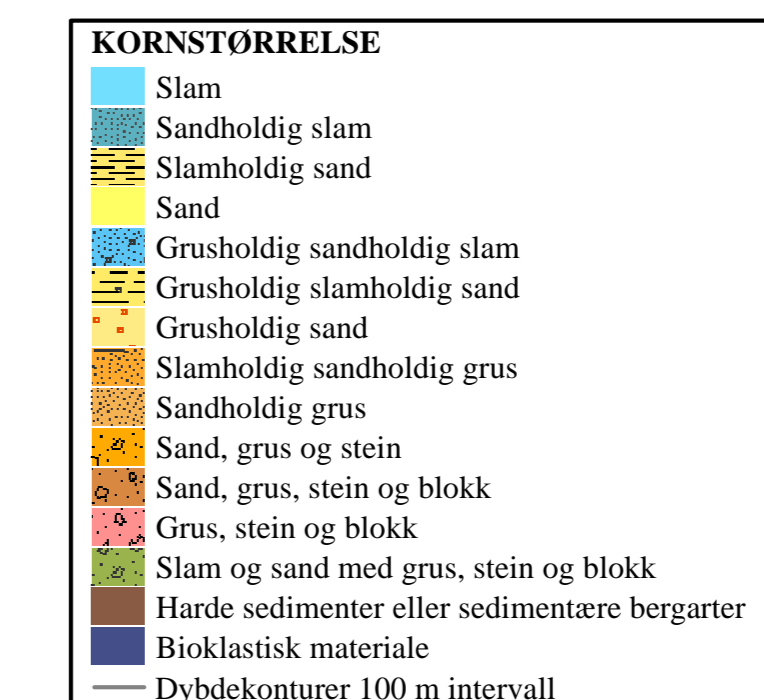 KORNSTØRRELSE
Slam
Sandholdig slam
Slamholdig sand
Sand
Grusholdig sandholdig slam
Grusholdig slamholdig sand
Grusholdig sand
Slamholdig sandholdig grus
Sandholdig grus
Sand, grus og stein
Sand, grus, stein og blokk
Grus, stein og blokk
Slam og sand med grus, stein og blokk
Harde sedimenter eller sedimentære bergarter
Bioklastisk materiale
Dybdekonturer 100 m intervall